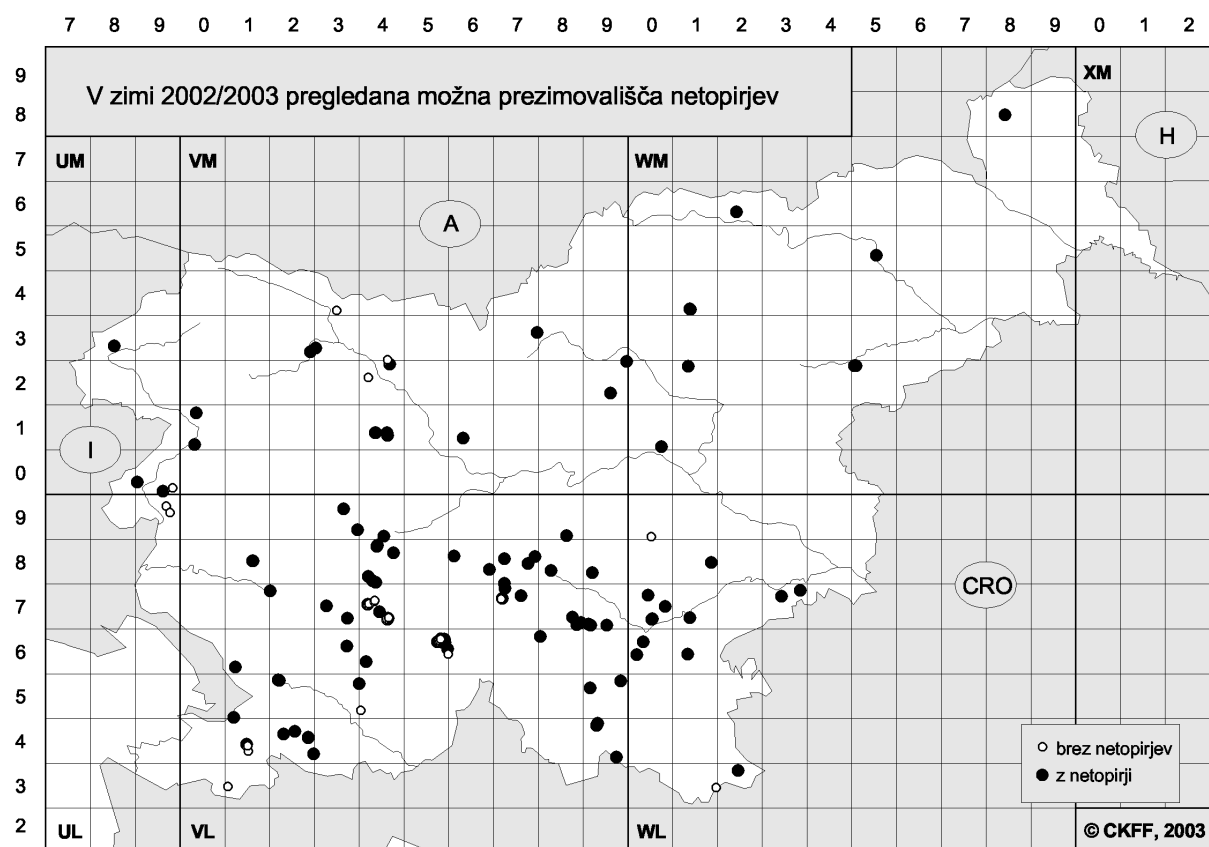 8 9 0 1 2 3 4 5 6 7 8 9 0 1 2 3 4 5 7 8 9 0 1 2
9
8
7
6
5
4
3
2
1
0
9
8
7
6
5
4
3
2
V zimi 2002/2003 pregledana možna prezimovališča netopirjev
XM
H
UM
VM
WM
A
I
CRO
brez netopirjev
z netopirji
UL
VL
WL
© CKFF, 2003